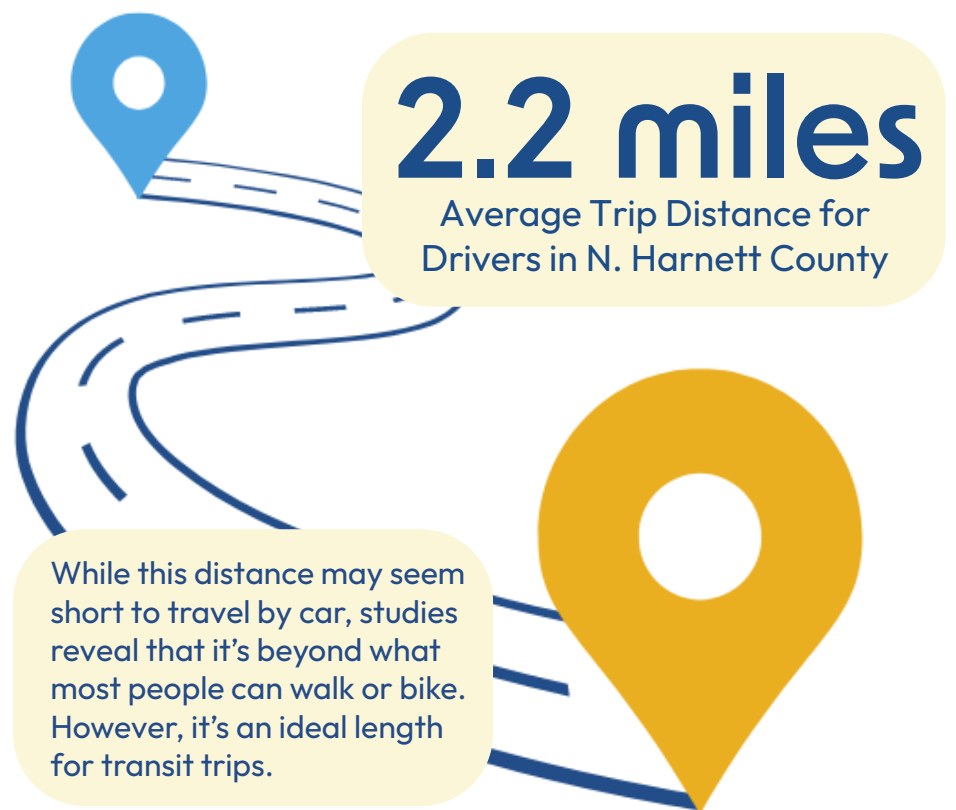 2.2 miles
Average Trip Distance for
Drivers in N. Harnett County
While this distance may seem
short to travel by car, studies
reveal that it’s beyond what
most people can walk or bike.
However, it’s an ideal length
for transit trips.